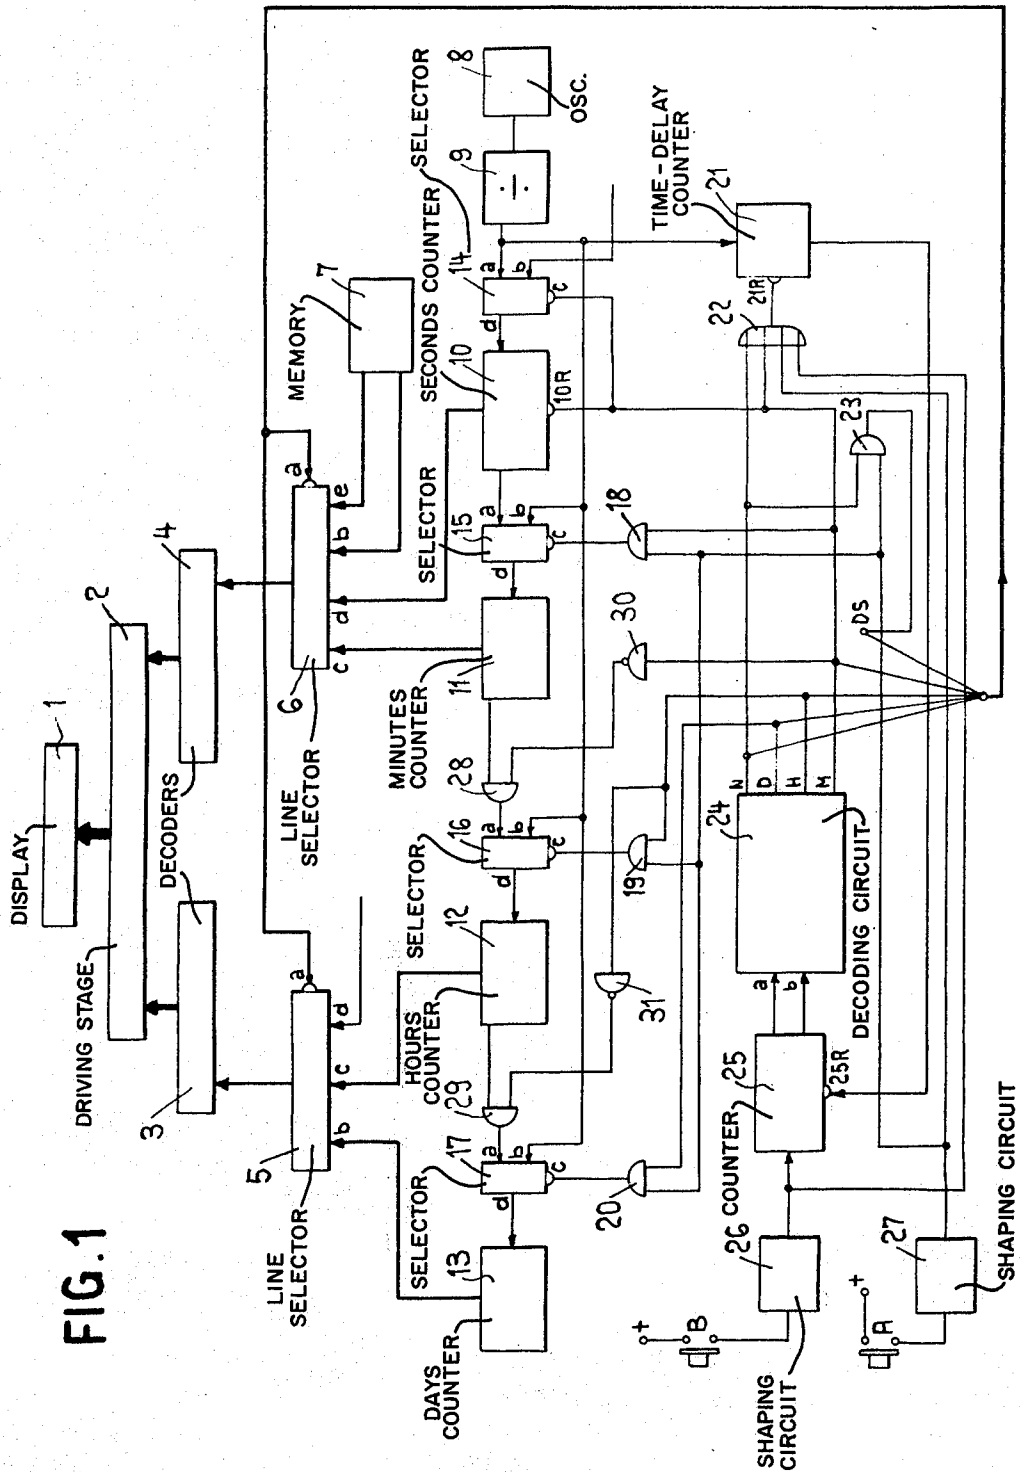 FIG.1
DISPLAY
1
DRIVING STAGE
2
DECODERS
3
4
LINE
SELECTOR
5
a
b
c
d
LINE
SELECTOR
6
a
c
d
b
e
MEMORY
7
DAYS
COUNTER
13
SELECTOR
17
d
a
b
c
29
HOURS
COUNTER
12
SELECTOR
16
d
a
b
c
28
MINUTES
COUNTER
11
SELECTOR
15
d
a
b
c
SECONDS COUNTER
10
10R
SELECTOR
14
d
a
b
c
9
÷
8
OSC.
20
31
19
30
18
TIME-DELAY
COUNTER
21
21R
22
23
DS
24
N
D
H
M
a
b
DECODING CIRCUIT
COUNTER
25
25R
26
SHAPING
CIRCUIT
27
SHAPING CIRCUIT
+
B
+
A